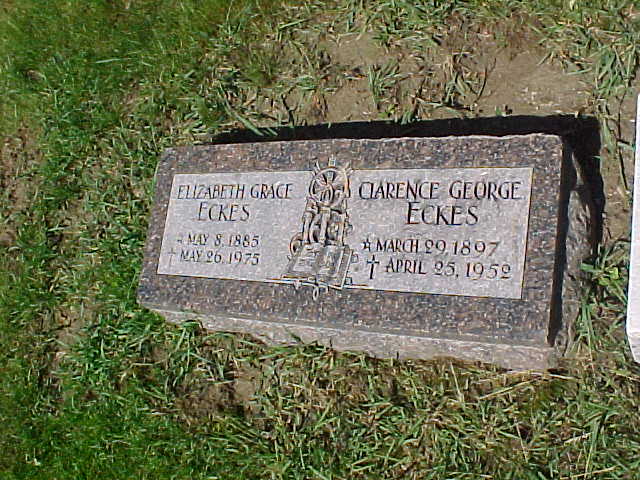 ELIZABETH GRACE
ECKES
☆ MAY 8, 1885
✝ MAY 26, 1975
CLARENCE GEORGE
ECKES
☆ MARCH 29, 1897
✝ APRIL 25, 1952